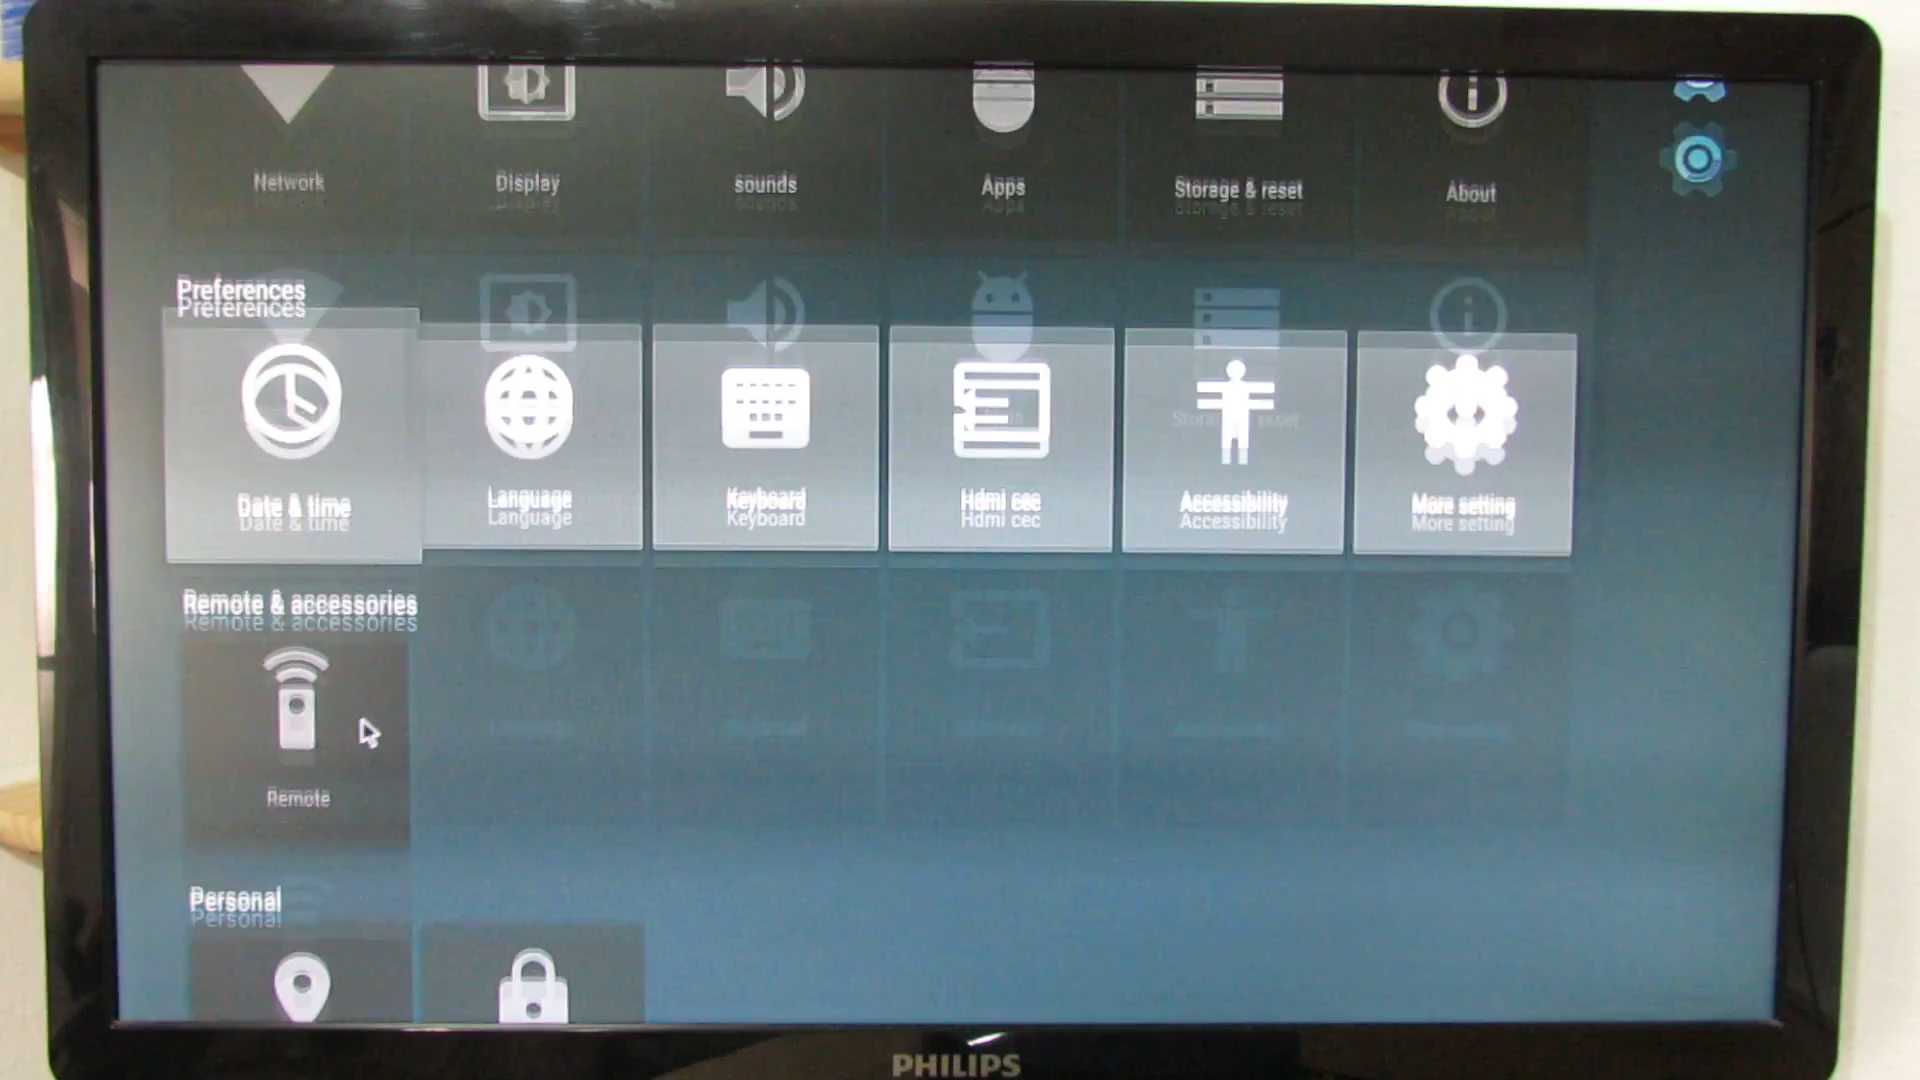 Network Display sounds Apps Storage & reset About
Preferences
Date & time Language Keyboard Hdmi cec Accessibility More setting
Remote & accessories
Remote
Personal
PHILIPS